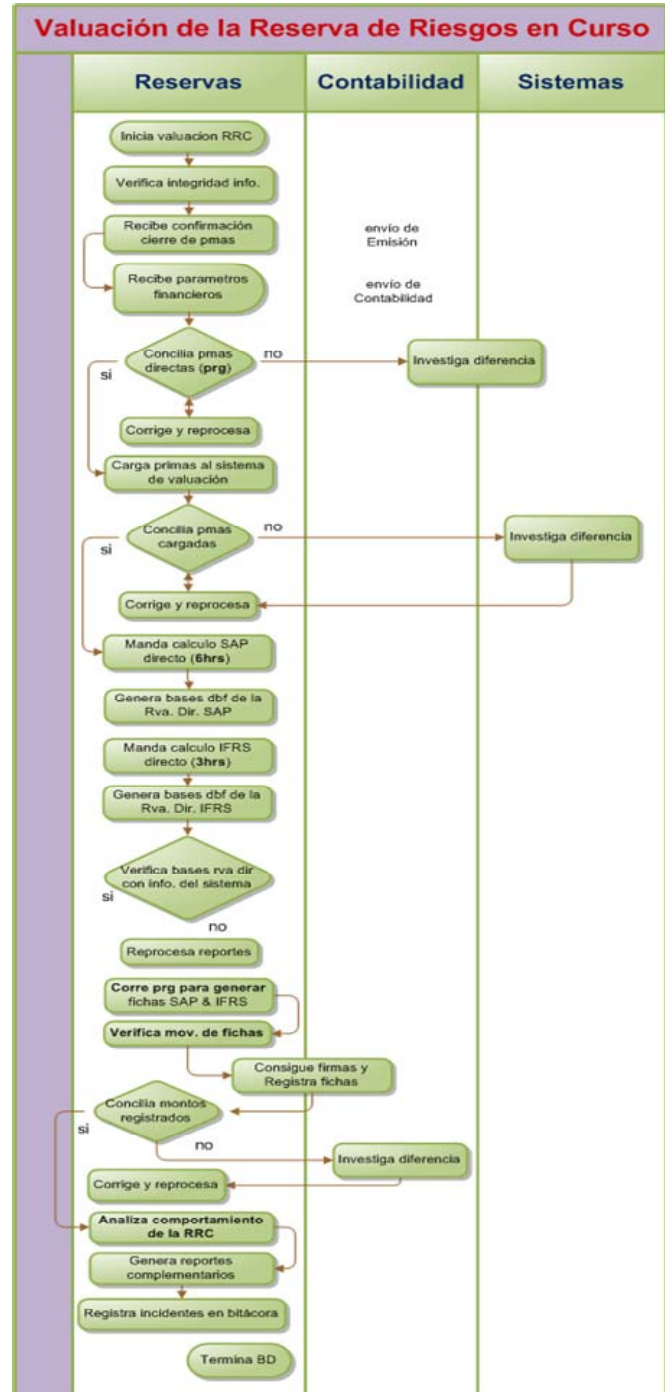 Valuación de la Reserva de Riesgos en Curso
Reservas
Contabilidad
Sistemas
Inicia valuacion RRC
Verifica integridad info.
Recibe confirmación
cierre de pmas
envío de
Emisión
Recibe parametros
financieros
envío de
Contabilidad
Concilia pmas
directas (prg)
no
si
Investiga diferencia
Corrige y reprocesa
Carga primas al sistema
de valuación
Concilia pmas
cargadas
no
si
Investiga diferencia
Corrige y reprocesa
Manda calculo SAP
directo (6hrs)
Genera bases dbf de la
Rva. Dir. SAP
Manda calculo IFRS
directo (3hrs)
Genera bases dbf de la
Rva. Dir. IFRS
Verifica bases rva dir
con info. del sistema
si
no
Reprocesa reportes
Corre prg para generar
fichas SAP & IFRS
Verifica mov. de fichas
Consigue firmas y
Registra fichas
Concilia montos
registrados
si
no
Investiga diferencia
Corrige y reprocesa
Analiza comportamiento
de la RRC
Genera reportes
complementarios
Registra incidentes en bitácora
Termina BD